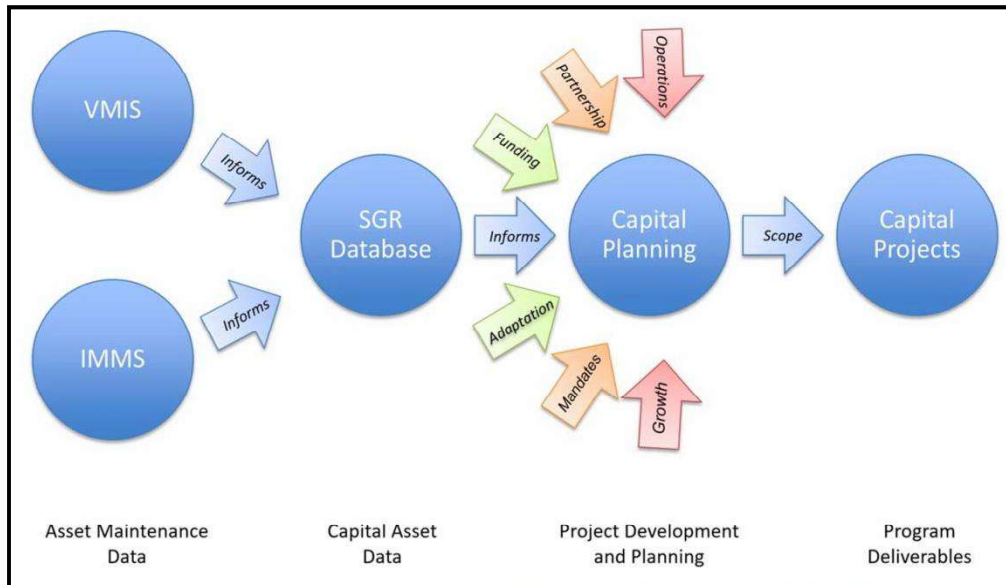 VMIS
Informs
IMMS
Informs
SGR
Database
Informs
Funding
Partnership
Operations
Adaptation
Mandates
Growth
Capital
Planning
Scope
Capital
Projects
Asset Maintenance
Data
Capital Asset
Data
Project Development
and Planning
Program
Deliverables